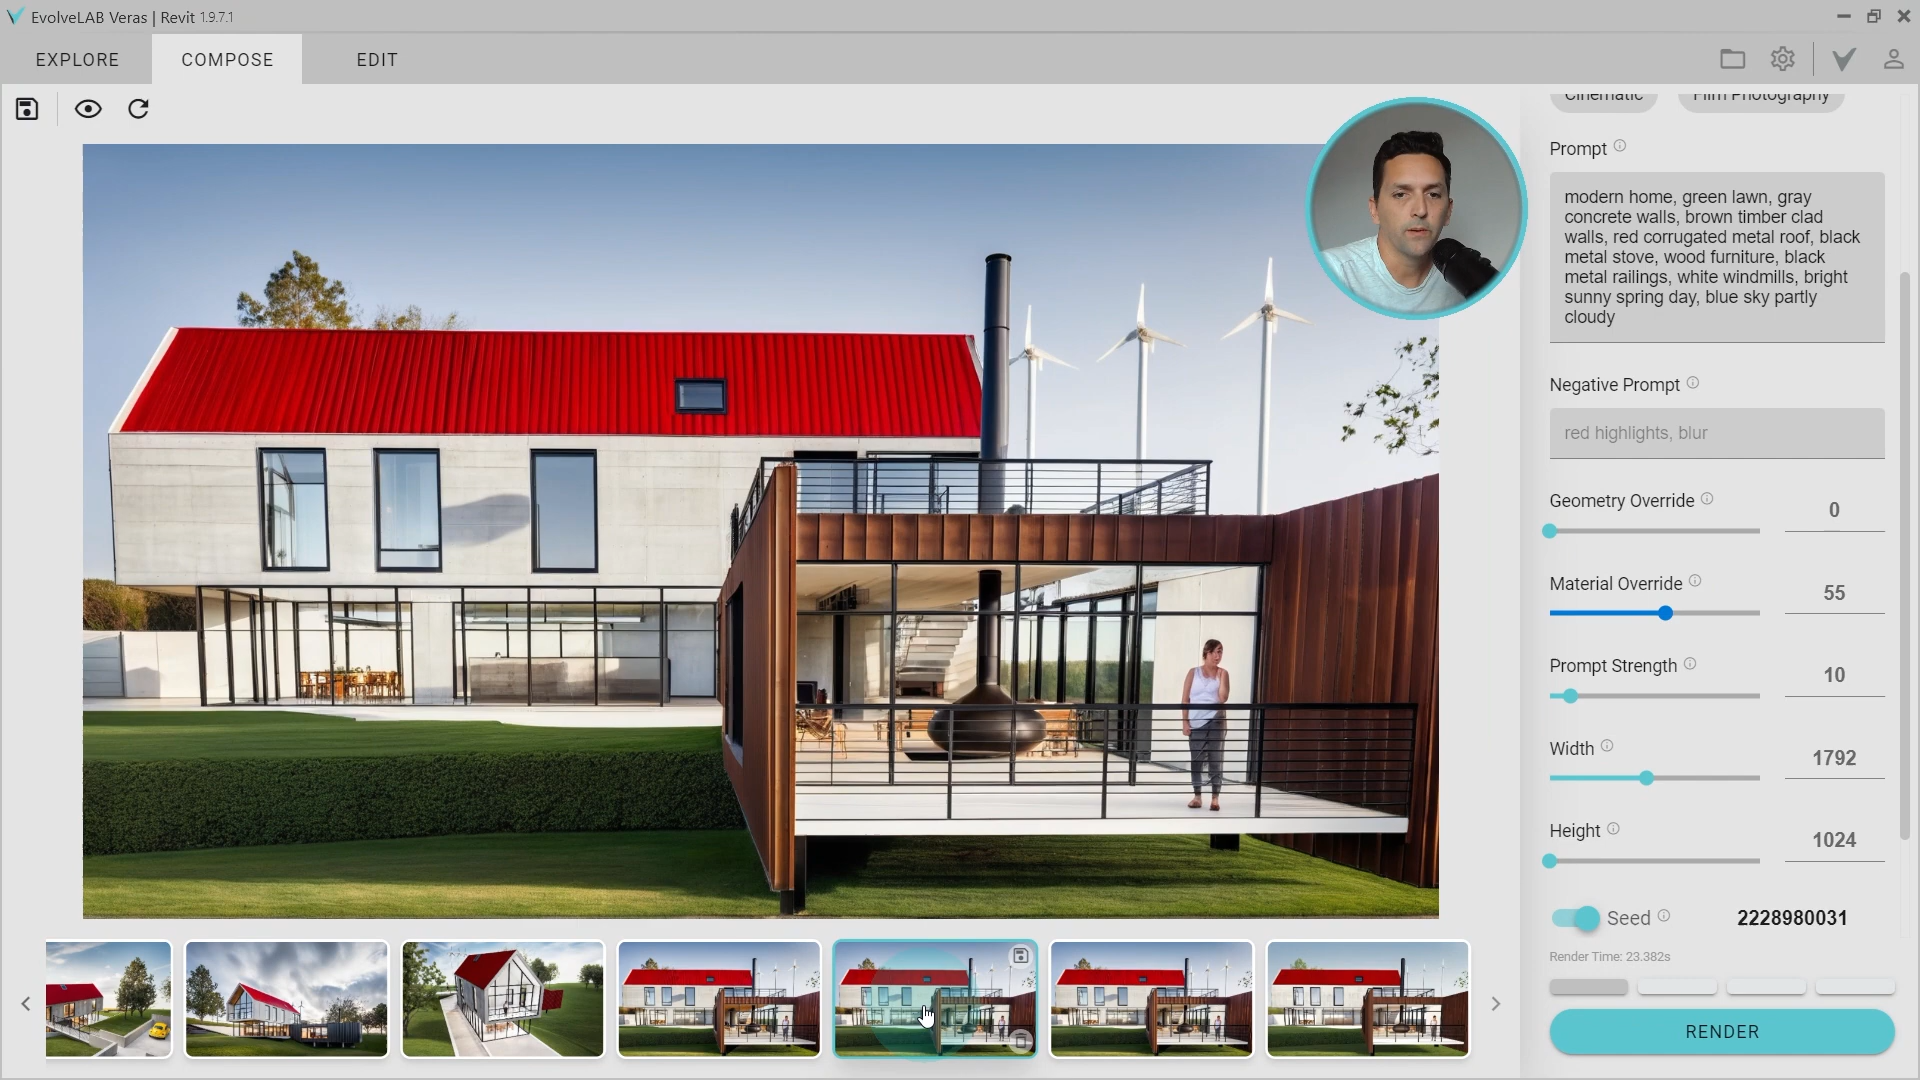 EvolveLAB Veras | Revit 1.9.7.1
EXPLORE
COMPOSE
EDIT
Cinematic
Film Photography
Prompt
modern home, green lawn, gray
concrete walls, brown timber clad
walls, red corrugated metal roof, black
metal stove, wood furniture, black
metal railings, white windmills, bright
sunny spring day, blue sky partly
cloudy
Negative Prompt
red highlights, blur
Geometry Override
0
Material Override
55
Prompt Strength
10
Width
1792
Height
1024
Seed
2228980031
Render Time: 23.382s
RENDER